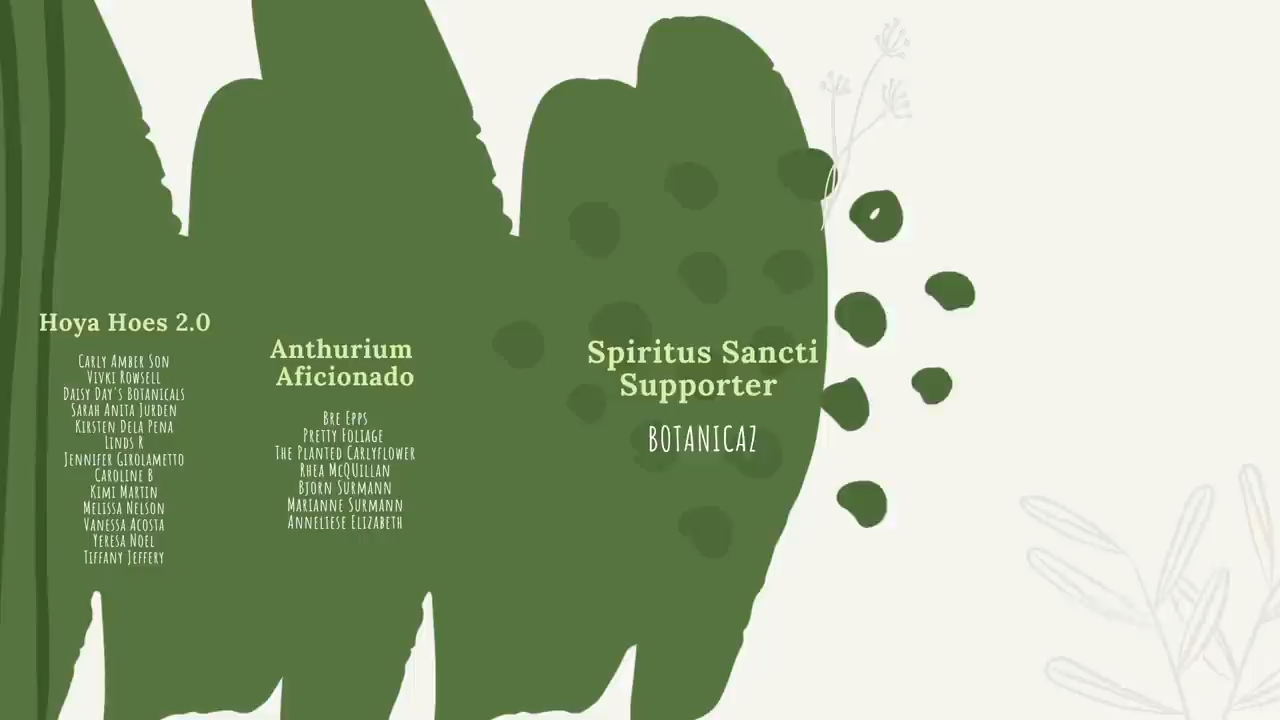 Hoya Hoes 2.0
Carly Amber Son
Vivki Rowsell
Daisy Day's Botanicals
Sarah Anita Jurden
Kirsten Dela Pena
Linds R
Jennifer Girolametto
Caroline B
Kimi Martin
Melissa Nelson
Vanessa Acosta
Yeresa Noel
Tiffany Jeffery
Anthurium
Aficionado
Bre Epps
Pretty Foliage
The Planted Carlyflower
Rhea McQuillan
Bjorn Surmann
Marianne Surmann
Anneliese Elizabeth
Spiritus Sancti
Supporter
BOTANICAZ